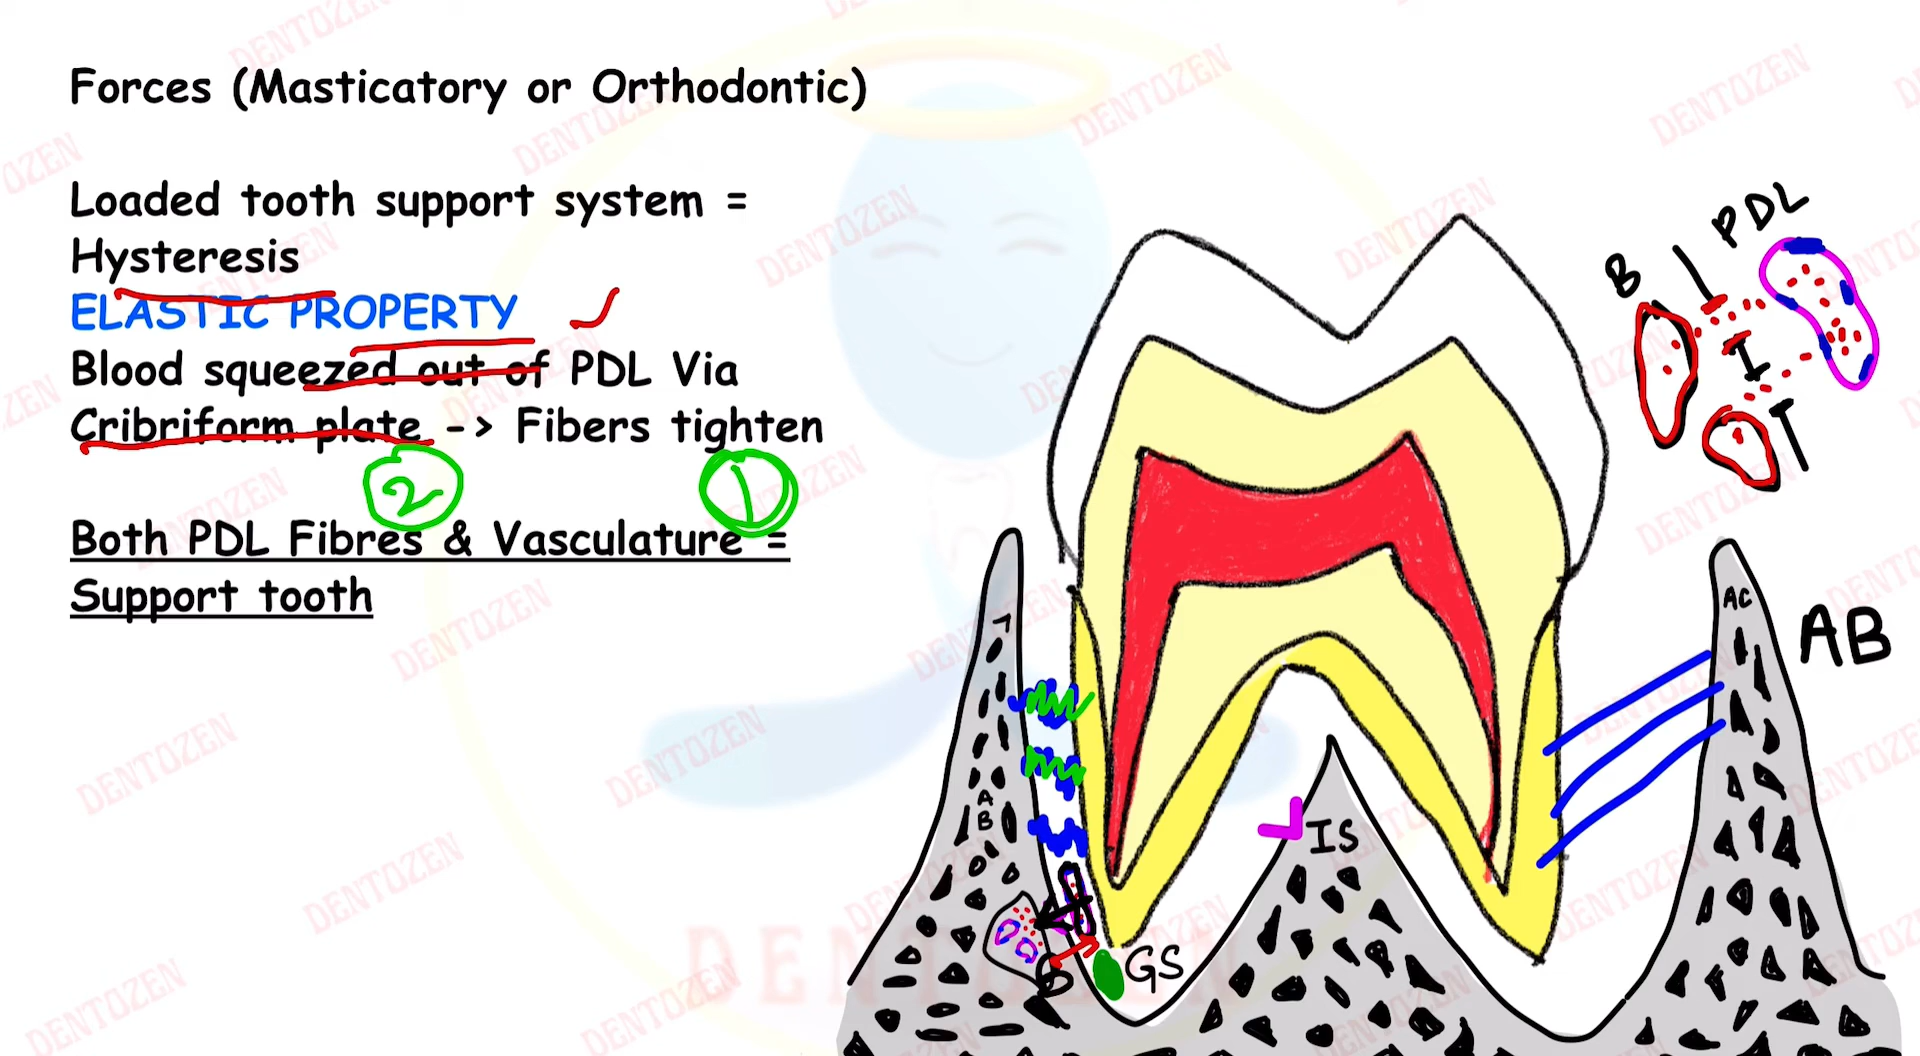 Forces (Masticatory or Orthodontic)
Loaded tooth support system =
Hysteresis
ELASTIC PROPERTY
Blood squeezed out of PDL Via
Cribriform plate -> Fibers tighten
2
1
Both PDL Fibres & Vasculature =
Support tooth
PDL
B
I
T
AC
AB
A
B
IS
GS
DENTOZEN